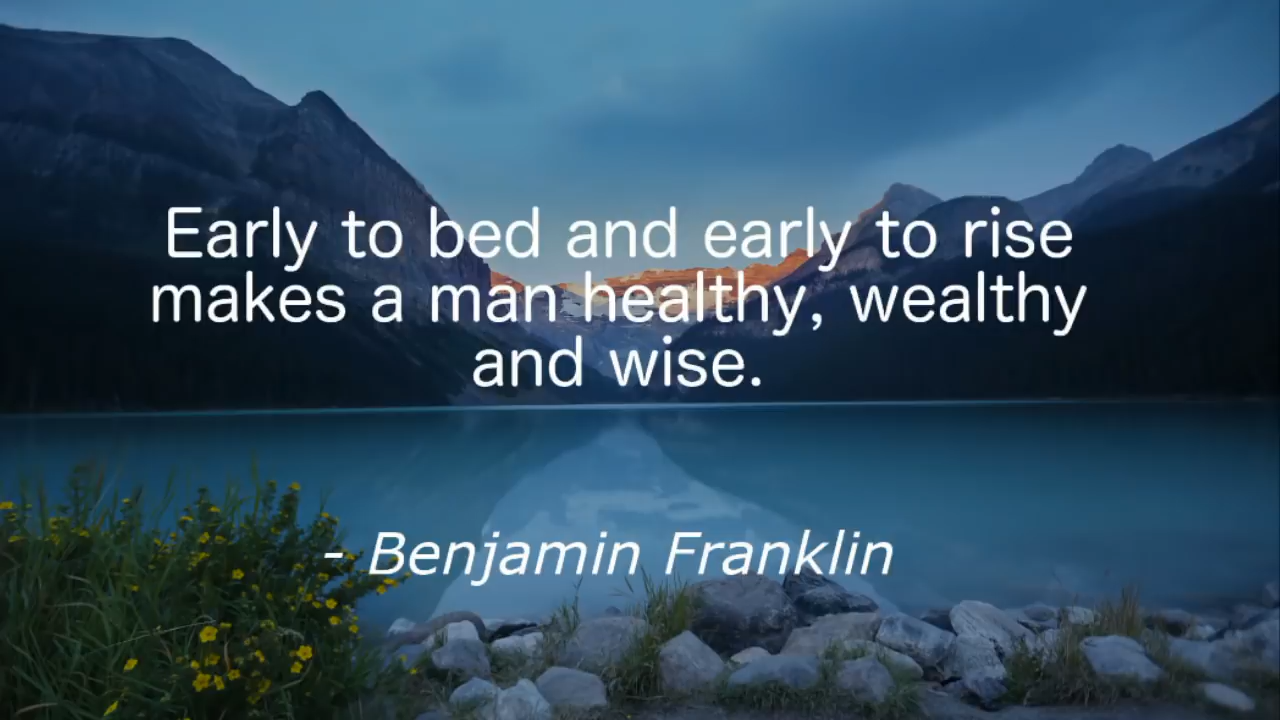 Early to bed and early to rise
makes a man healthy, wealthy
and wise.
- Benjamin Franklin